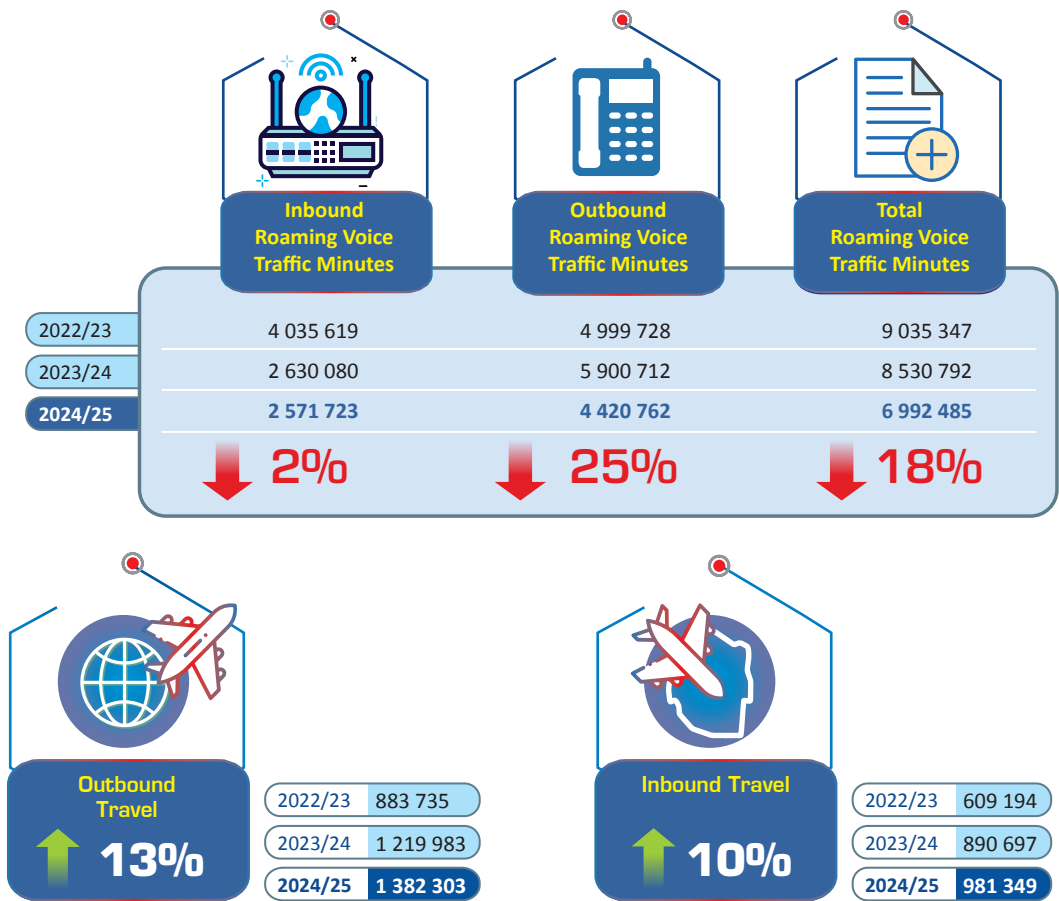 Inbound
Roaming Voice
Traffic Minutes
Outbound
Roaming Voice
Traffic Minutes
Total
Roaming Voice
Traffic Minutes
2022/23 4 035 619 4 999 728 9 035 347
2023/24 2 630 080 5 900 712 8 530 792
2024/25 2 571 723 4 420 762 6 992 485
2% 25% 18%
Outbound
Travel
13%
2022/23 883 735
2023/24 1 219 983
2024/25 1 382 303
Inbound Travel
10%
2022/23 609 194
2023/24 890 697
2024/25 981 349